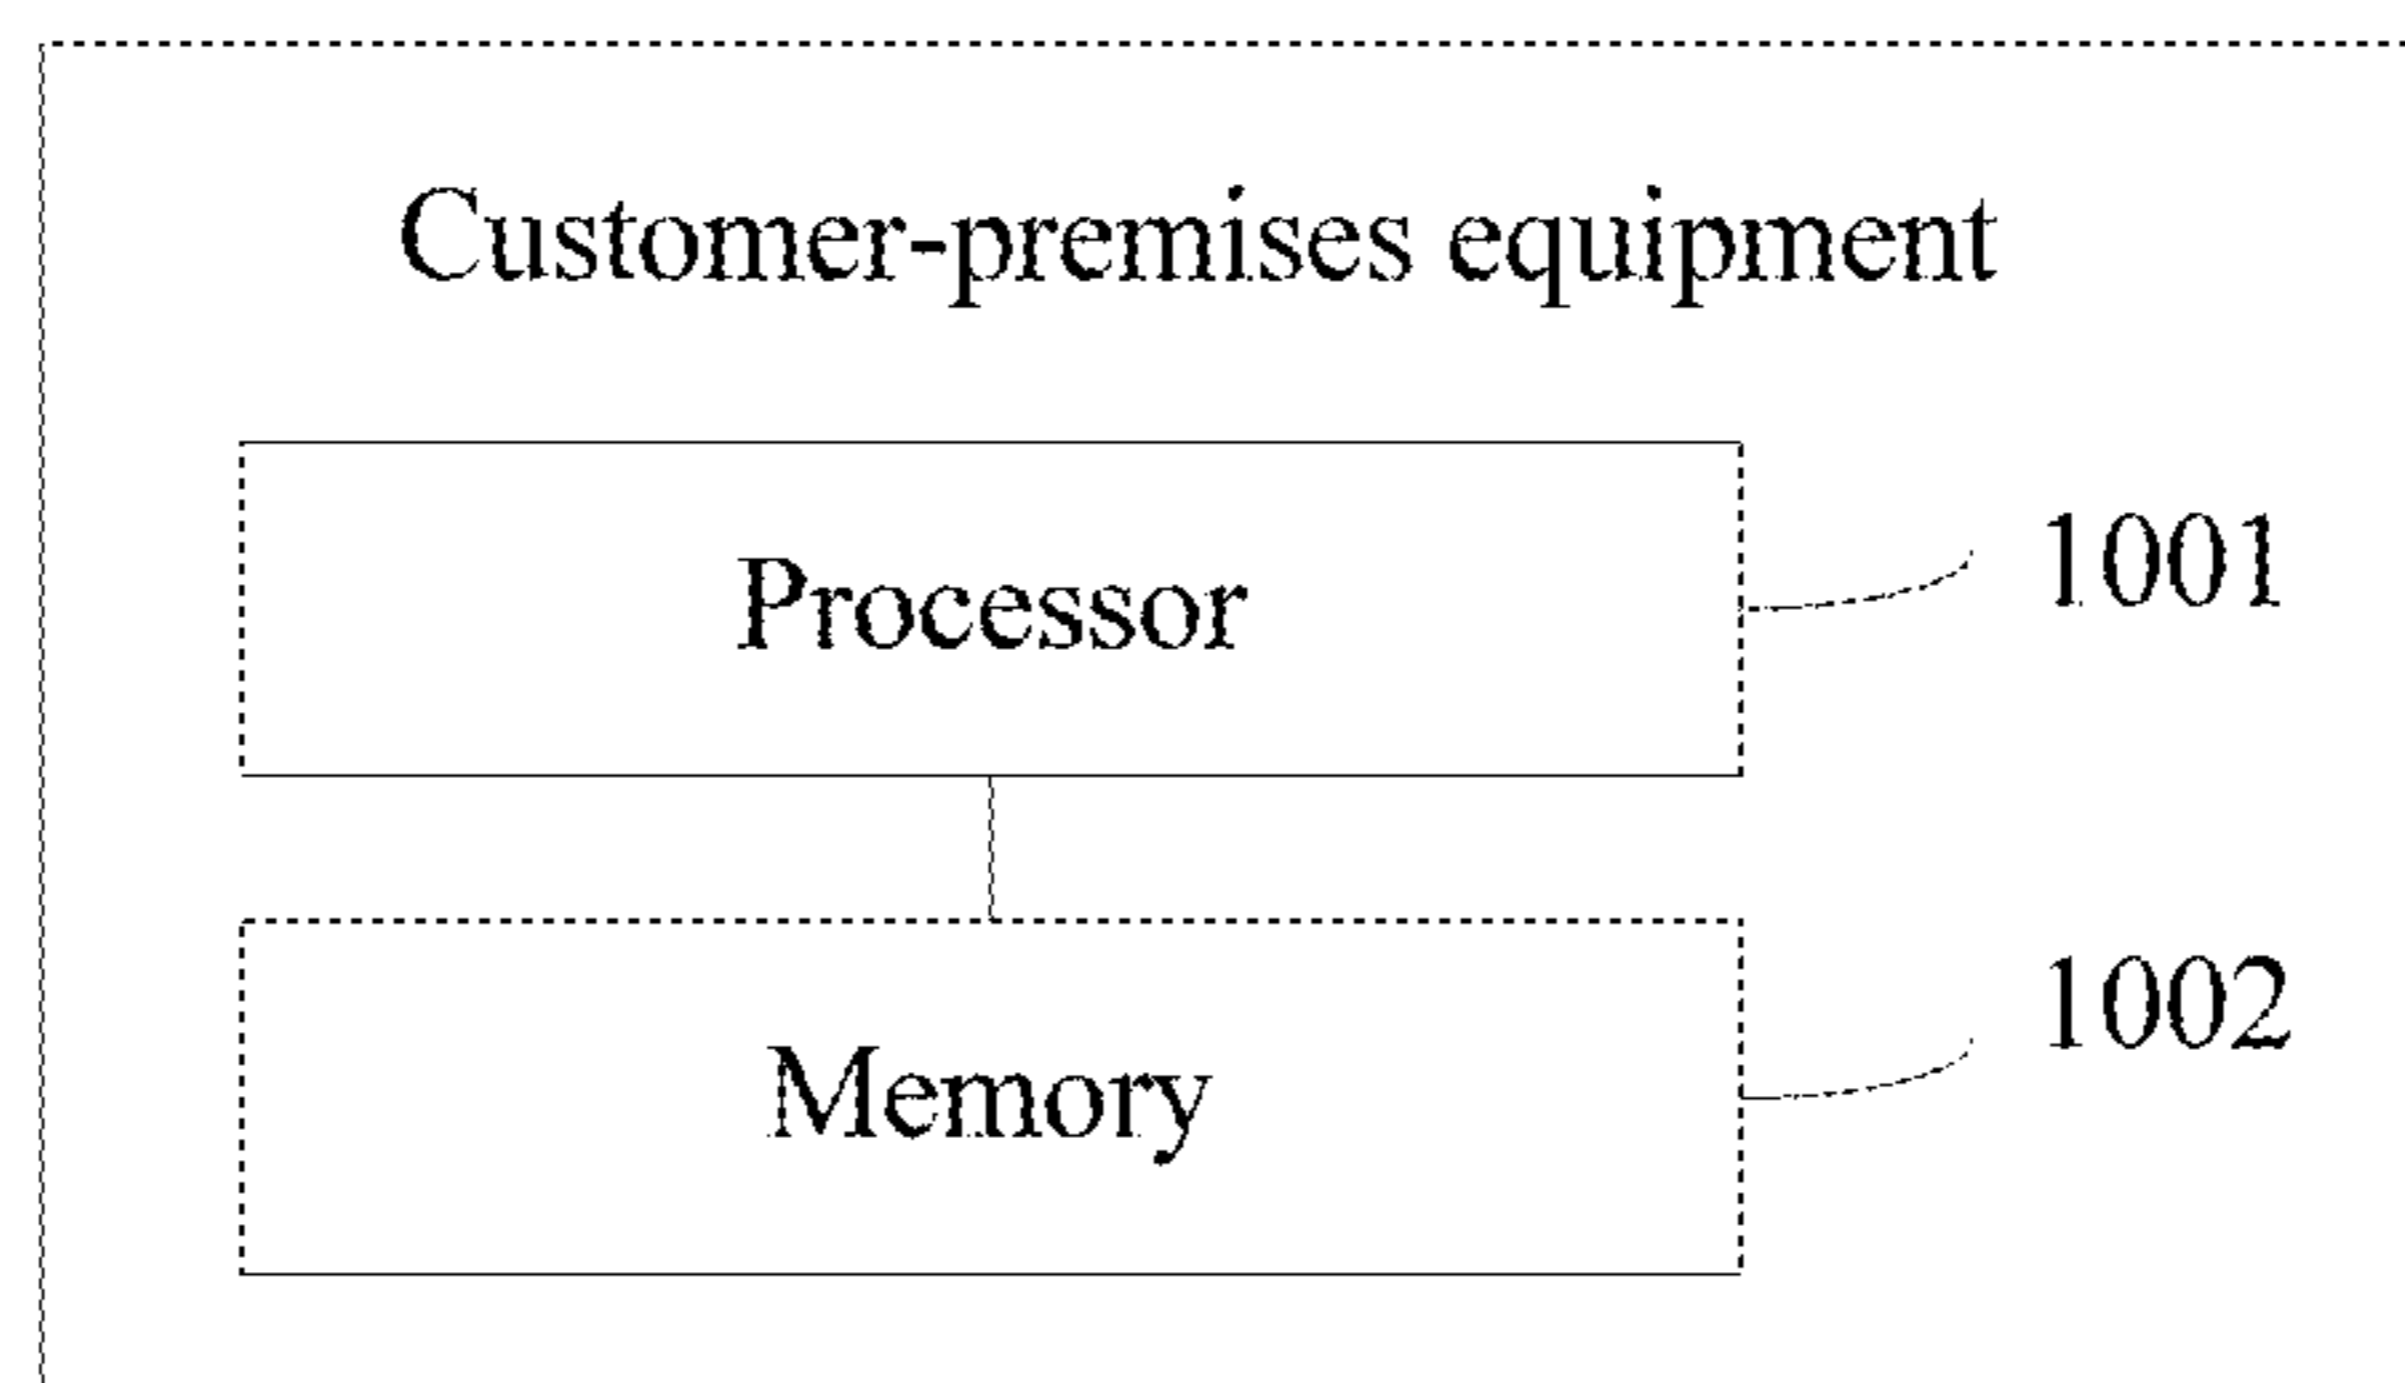 Customer-premises equipment
Processor
1001
Memory
1002